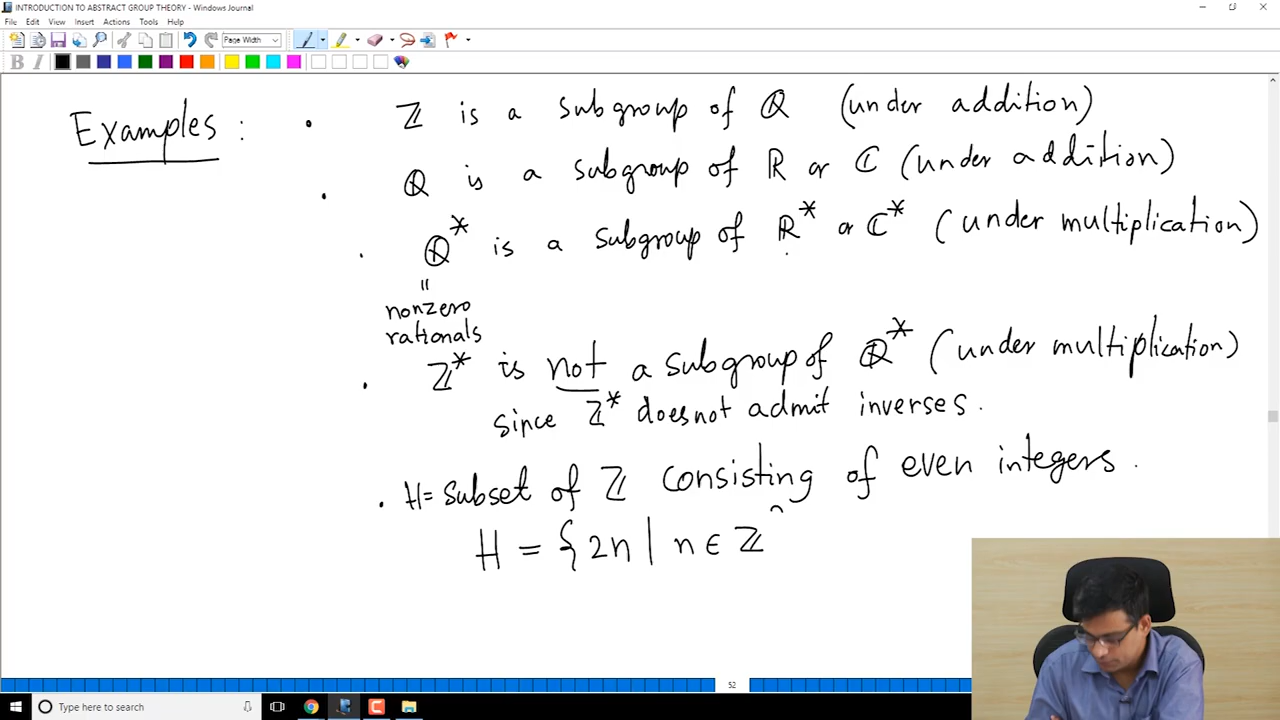 INTRODUCTION TO ABSTRACT GROUP THEORY - Windows Journal
File Edit View Insert Actions Tools Help
Page Width
B I
Examples : • ℤ is a subgroup of ℚ (under addition)
• ℚ is a subgroup of ℝ or ℂ (under addition)
• ℚ* is a subgroup of ℝ* or ℂ* (under multiplication)
"
nonzero
rationals
• ℤ* is not a subgroup of ℚ* (under multiplication)
since ℤ* does not admit inverses.
• H = Subset of ℤ consisting of even integers.
H = {2n | n ∈ ℤ
52
Type here to search